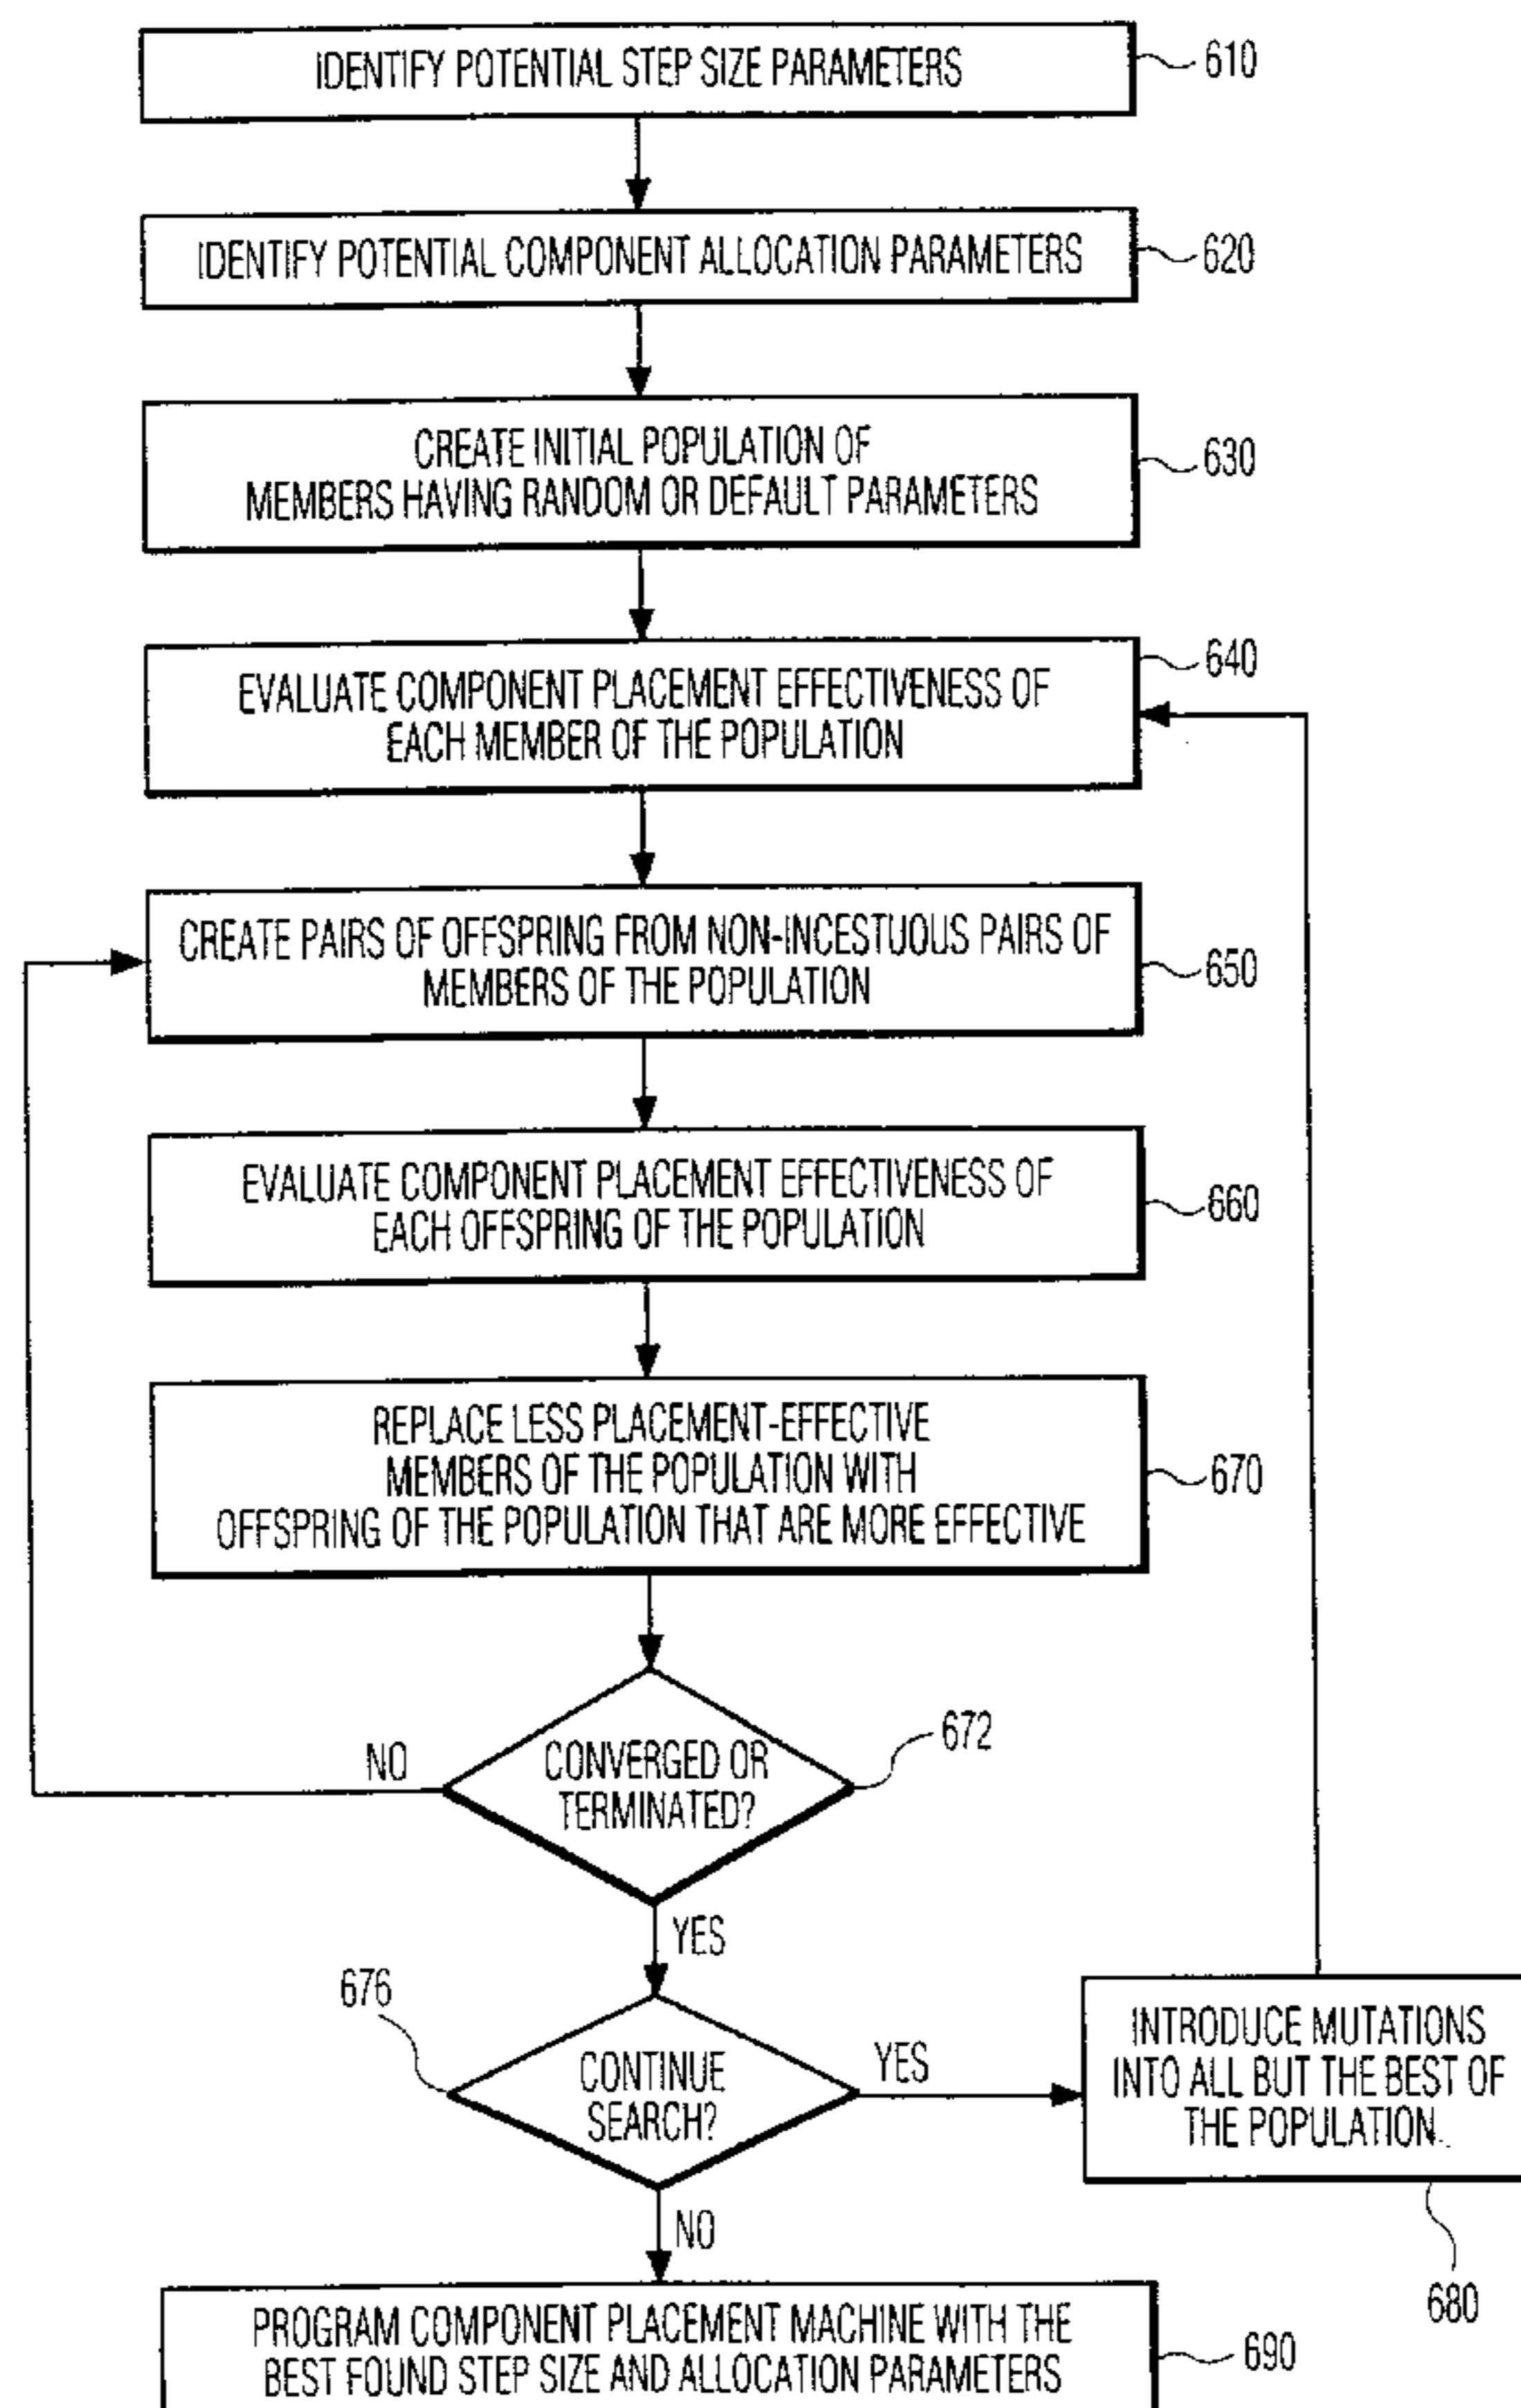 IDENTIFY POTENTIAL STEP SIZE PARAMETERS
610
IDENTIFY POTENTIAL COMPONENT ALLOCATION PARAMETERS
620
CREATE INITIAL POPULATION OF
MEMBERS HAVING RANDOM OR DEFAULT PARAMETERS
630
EVALUATE COMPONENT PLACEMENT EFFECTIVENESS OF
EACH MEMBER OF THE POPULATION
640
CREATE PAIRS OF OFFSPRING FROM NON-INCESTUOUS PAIRS OF
MEMBERS OF THE POPULATION
650
EVALUATE COMPONENT PLACEMENT EFFECTIVENESS OF
EACH OFFSPRING OF THE POPULATION
660
REPLACE LESS PLACEMENT-EFFECTIVE
MEMBERS OF THE POPULATION WITH
OFFSPRING OF THE POPULATION THAT ARE MORE EFFECTIVE
670
NO
CONVERGED OR
TERMINATED?
672
YES
676
CONTINUE
SEARCH?
YES
INTRODUCE MUTATIONS
INTO ALL BUT THE BEST OF
THE POPULATION
680
NO
PROGRAM COMPONENT PLACEMENT MACHINE WITH THE
BEST FOUND STEP SIZE AND ALLOCATION PARAMETERS
690